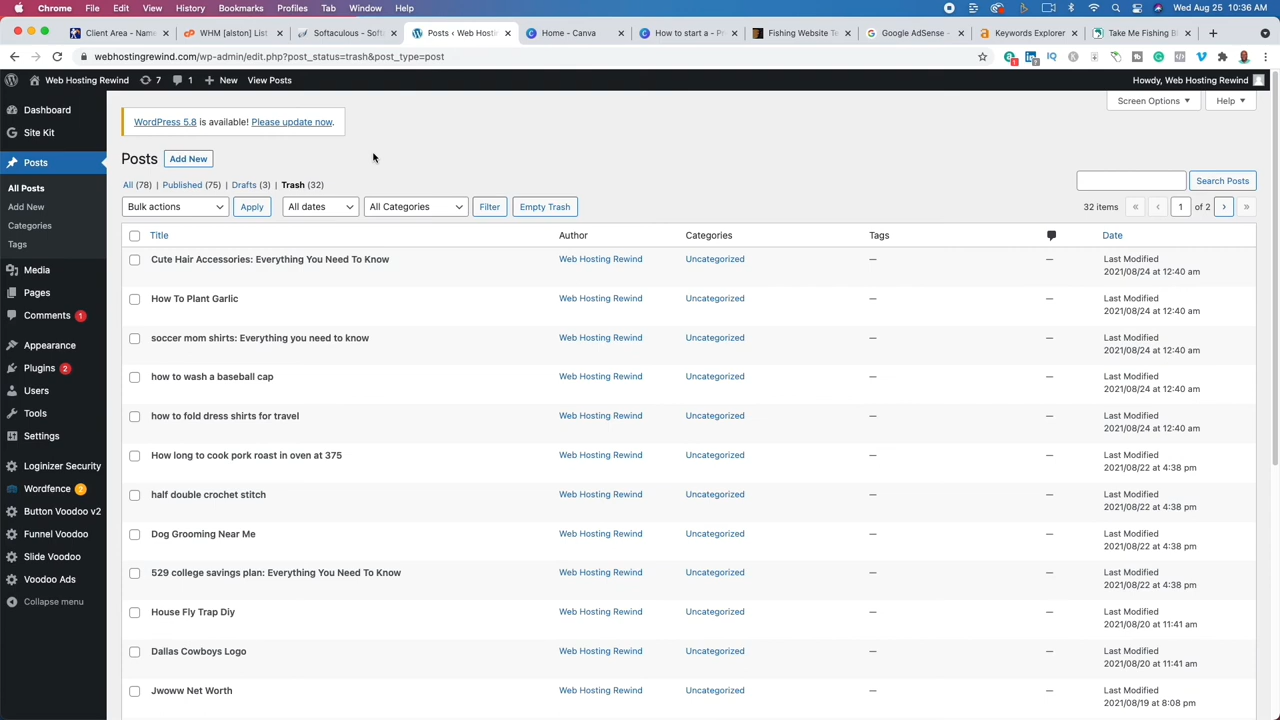 Chrome File Edit View History Bookmarks Profiles Tab Window Help Wed Aug 25 10:36 AM
Client Area - Name
WHM [alston] List
Softaculous - Soft
Posts ‹ Web Hosti
Home - Canva
How to start a - P
Fishing Website Te
Google AdSense -
Keywords Explorer
Take Me Fishing B
webhostingrewind.com/wp-admin/edit.php?post_status=trash&post_type=post
Web Hosting Rewind 7 1 New View Posts Howdy, Web Hosting Rewind
Screen Options
Help
Dashboard
Site Kit
Posts
All Posts
Add New
Categories
Tags
Media
Pages
Comments 1
Appearance
Plugins 2
Users
Tools
Settings
Loginizer Security
Wordfence 2
Button Voodoo v2
Funnel Voodoo
Slide Voodoo
Voodoo Ads
Collapse menu
WordPress 5.8 is available! Please update now.
Posts Add New
All (78) | Published (75) | Drafts (3) | Trash (32)
Search Posts
Bulk actions Apply All dates All Categories Filter Empty Trash 32 items « ‹ 1 of 2 › »
Title Author Categories Tags Date
Cute Hair Accessories: Everything You Need To Know Web Hosting Rewind Uncategorized — — Last Modified
2021/08/24 at 12:40 am
How To Plant Garlic Web Hosting Rewind Uncategorized — — Last Modified
2021/08/24 at 12:40 am
soccer mom shirts: Everything you need to know Web Hosting Rewind Uncategorized — — Last Modified
2021/08/24 at 12:40 am
how to wash a baseball cap Web Hosting Rewind Uncategorized — — Last Modified
2021/08/24 at 12:40 am
how to fold dress shirts for travel Web Hosting Rewind Uncategorized — — Last Modified
2021/08/24 at 12:40 am
How long to cook pork roast in oven at 375 Web Hosting Rewind Uncategorized — — Last Modified
2021/08/22 at 4:38 pm
half double crochet stitch Web Hosting Rewind Uncategorized — — Last Modified
2021/08/22 at 4:38 pm
Dog Grooming Near Me Web Hosting Rewind Uncategorized — — Last Modified
2021/08/22 at 4:38 pm
529 college savings plan: Everything You Need To Know Web Hosting Rewind Uncategorized — — Last Modified
2021/08/22 at 4:38 pm
House Fly Trap Diy Web Hosting Rewind Uncategorized — — Last Modified
2021/08/20 at 11:41 am
Dallas Cowboys Logo Web Hosting Rewind Uncategorized — — Last Modified
2021/08/20 at 11:41 am
Jwoww Net Worth Web Hosting Rewind Uncategorized — — Last Modified
2021/08/19 at 8:08 pm